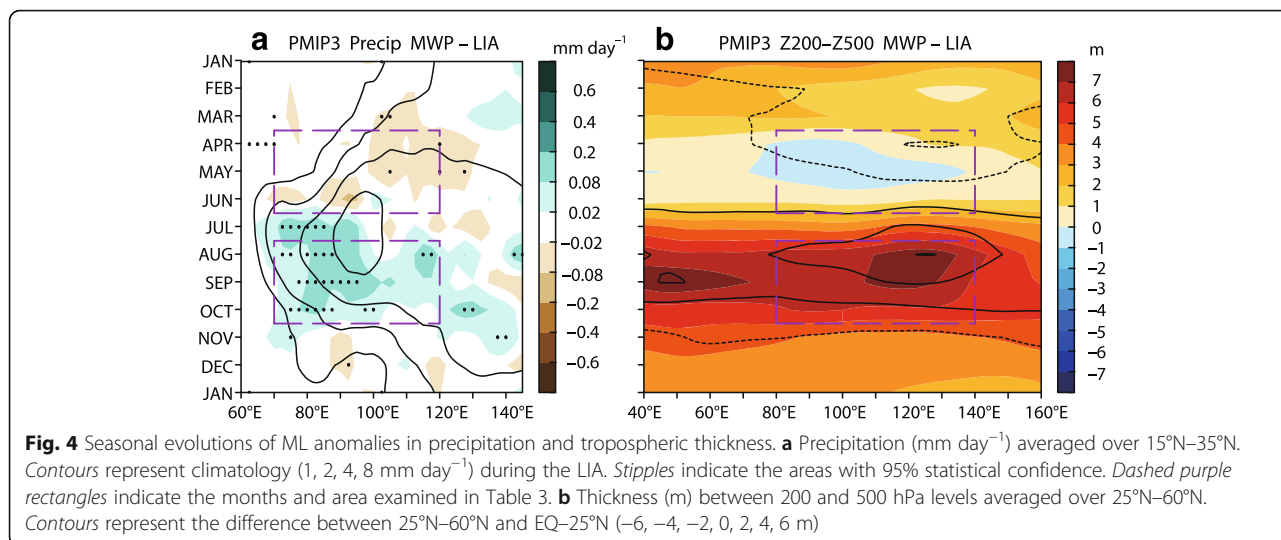 a PMIP3 Precip MWP – LIA
mm day⁻¹
JAN
FEB
MAR
APR
MAY
JUN
JUL
AUG
SEP
OCT
NOV
DEC
JAN
60°E 80°E 100°E 120°E 140°E
0.6
0.4
0.2
0.08
0.02
−0.02
−0.08
−0.2
−0.4
−0.6
b PMIP3 Z200–Z500 MWP – LIA
m
40°E 60°E 80°E 100°E 120°E 140°E 160°E
7
6
5
4
3
2
1
0
−1
−2
−3
−4
−5
−6
−7
Fig. 4 Seasonal evolutions of ML anomalies in precipitation and tropospheric thickness. a Precipitation (mm day⁻¹) averaged over 15°N–35°N.
Contours represent climatology (1, 2, 4, 8 mm day⁻¹) during the LIA. Stipples indicate the areas with 95% statistical confidence. Dashed purple
rectangles indicate the months and area examined in Table 3. b Thickness (m) between 200 and 500 hPa levels averaged over 25°N–60°N.
Contours represent the difference between 25°N–60°N and EQ–25°N (−6, −4, −2, 0, 2, 4, 6 m)